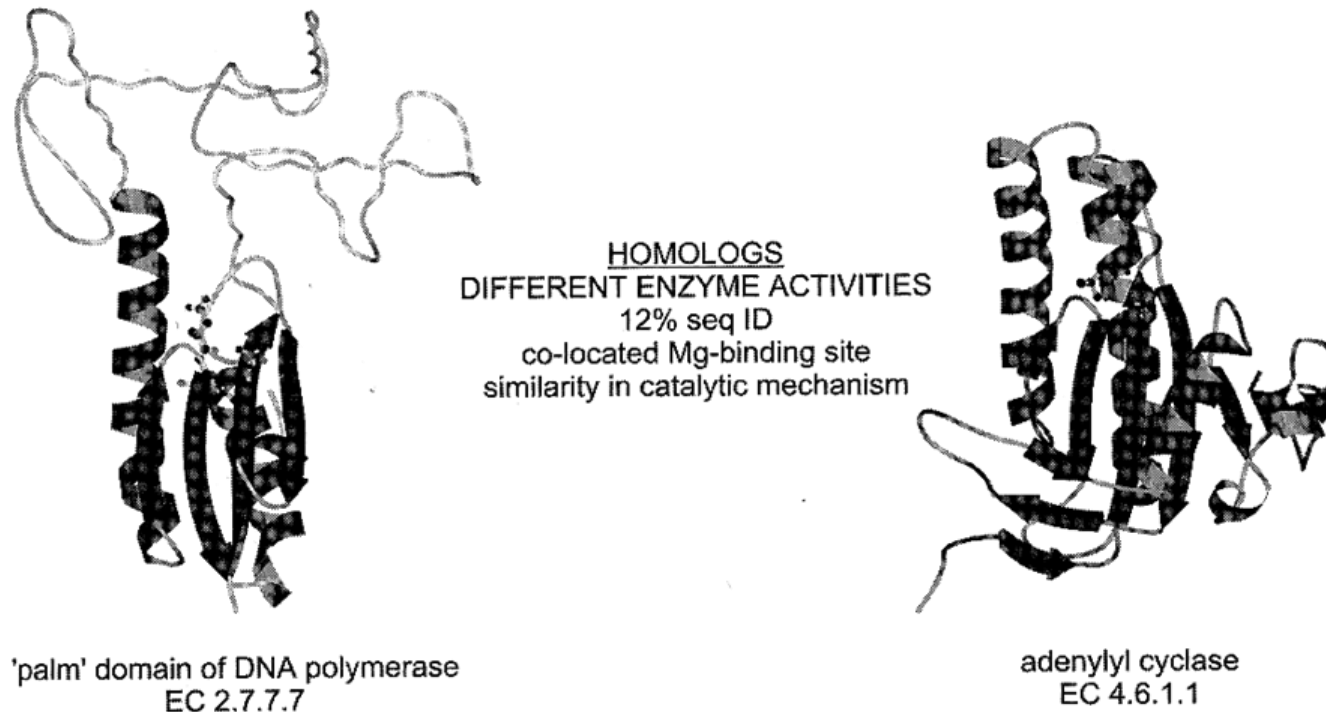 HOMOLOGS
DIFFERENT ENZYME ACTIVITIES
12% seq ID
co-located Mg-binding site
similarity in catalytic mechanism
'palm' domain of DNA polymerase
EC 2.7.7.7
adenylyl cyclase
EC 4.6.1.1